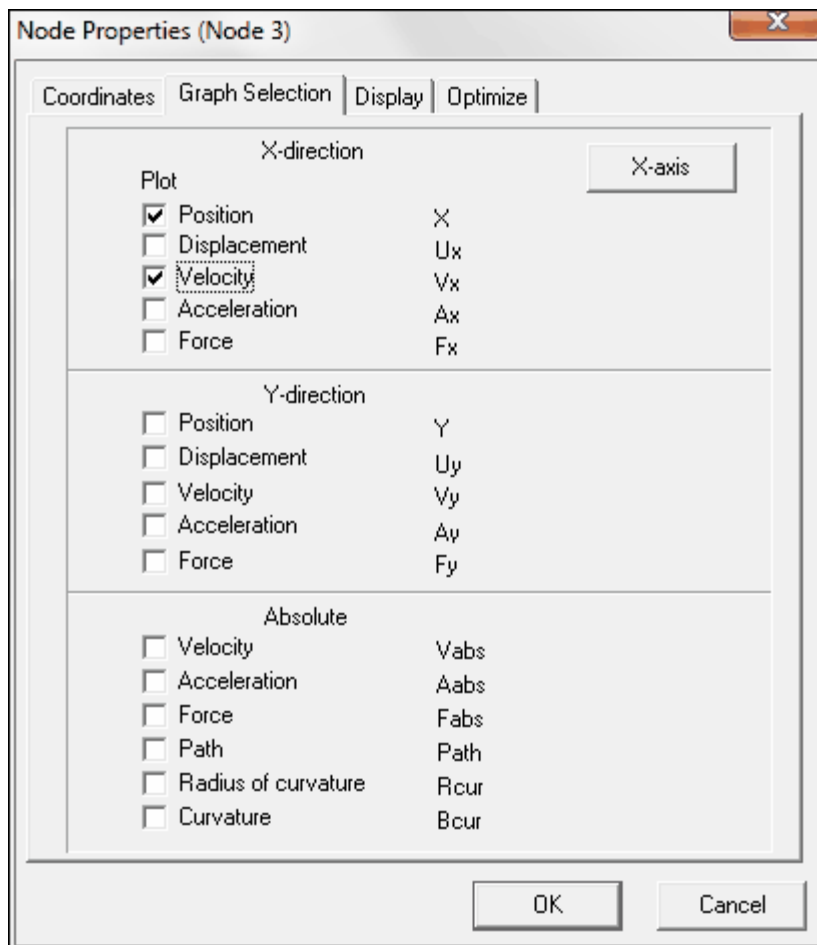 Node Properties (Node 3)
Coordinates Graph Selection Display Optimize
X-direction
X-axis
Plot
Position X
Displacement Ux
Velocity Vx
Acceleration Ax
Force Fx
Y-direction
Position Y
Displacement Uy
Velocity Vy
Acceleration Ay
Force Fy
Absolute
Velocity Vabs
Acceleration Aabs
Force Fabs
Path Path
Radius of curvature Rcur
Curvature Bcur
OK Cancel